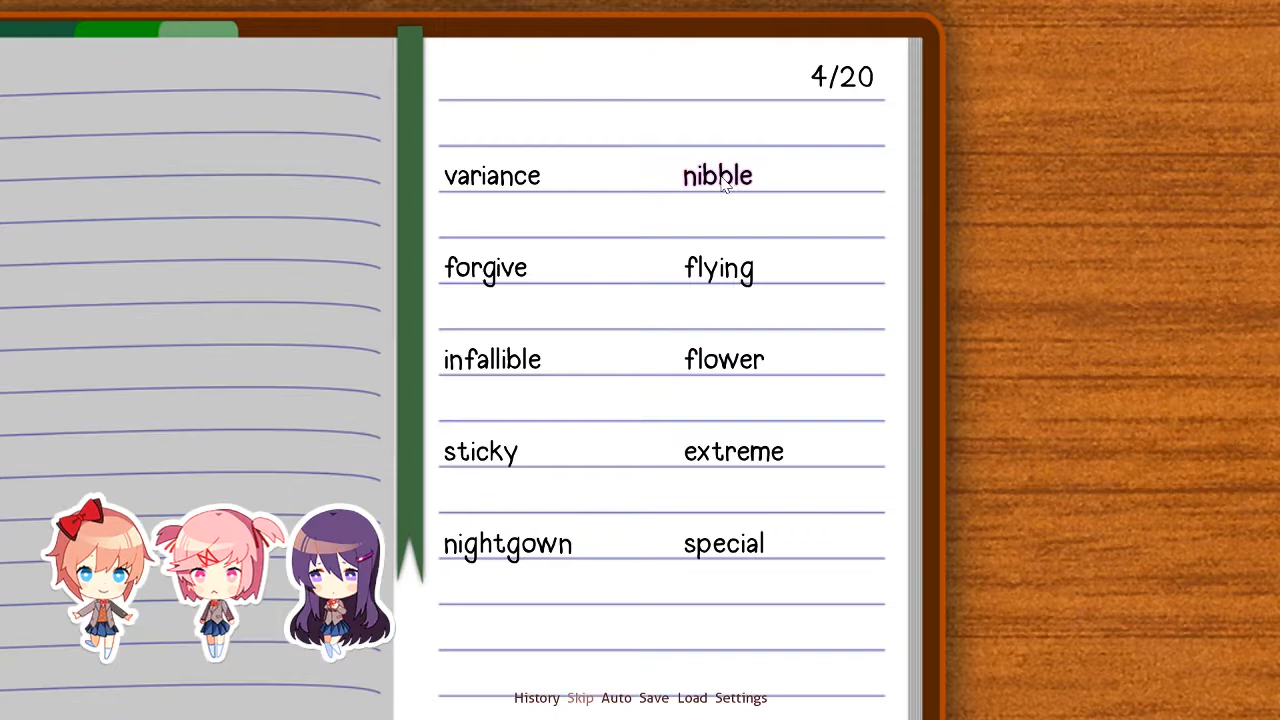 4/20
variance nibble
forgive flying
infallible flower
sticky extreme
nightgown special
History Skip Auto Save Load Settings